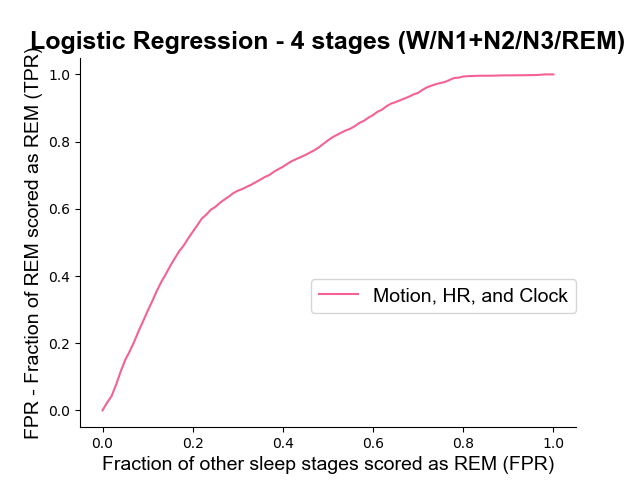 Logistic Regression - 4 stages (W/N1+N2/N3/REM)
FPR - Fraction of REM scored as REM (TPR)
1.0
0.8
0.6
0.4
0.2
0.0
Motion, HR, and Clock
0.0 0.2 0.4 0.6 0.8 1.0
Fraction of other sleep stages scored as REM (FPR)